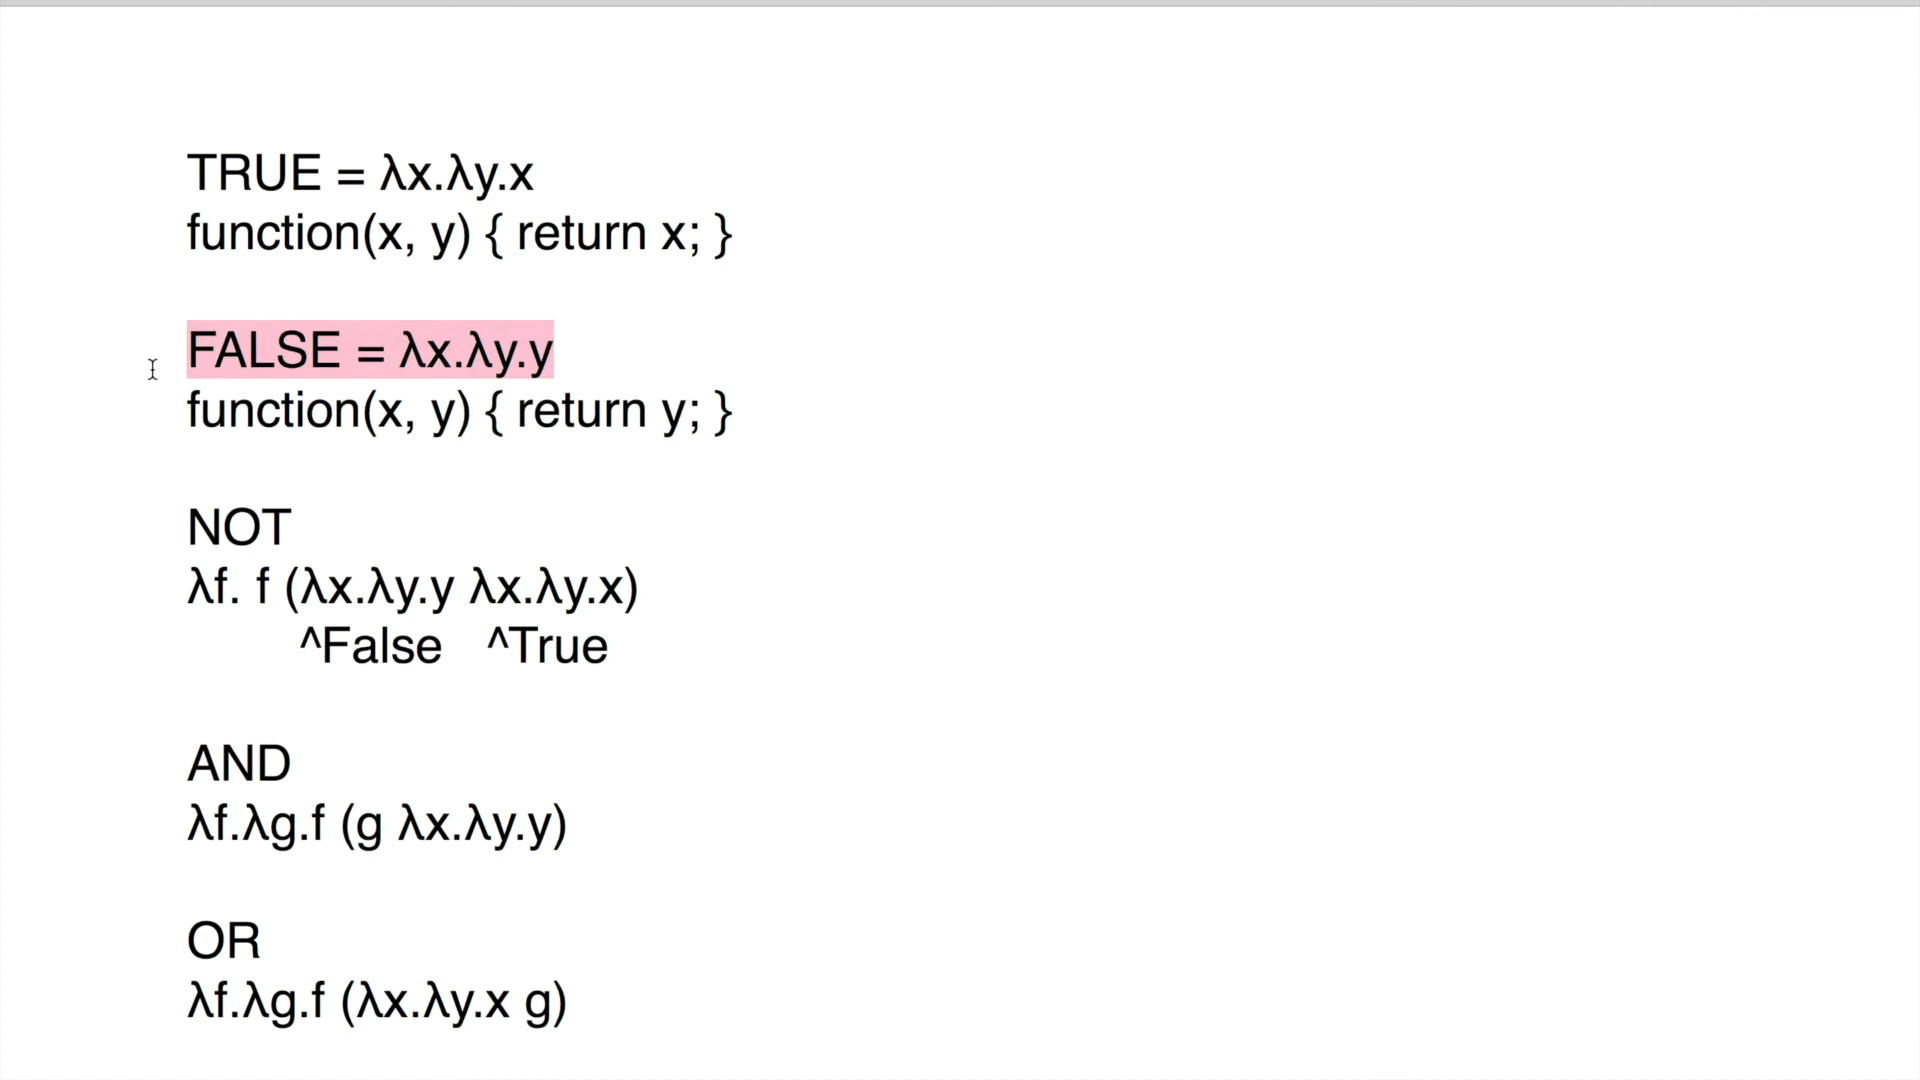 TRUE = λx.λy.x
function(x, y) { return x; }
FALSE = λx.λy.y
function(x, y) { return y; }
NOT
λf. f (λx.λy.y λx.λy.x)
^False ^True
AND
λf.λg.f (g λx.λy.y)
OR
λf.λg.f (λx.λy.x g)